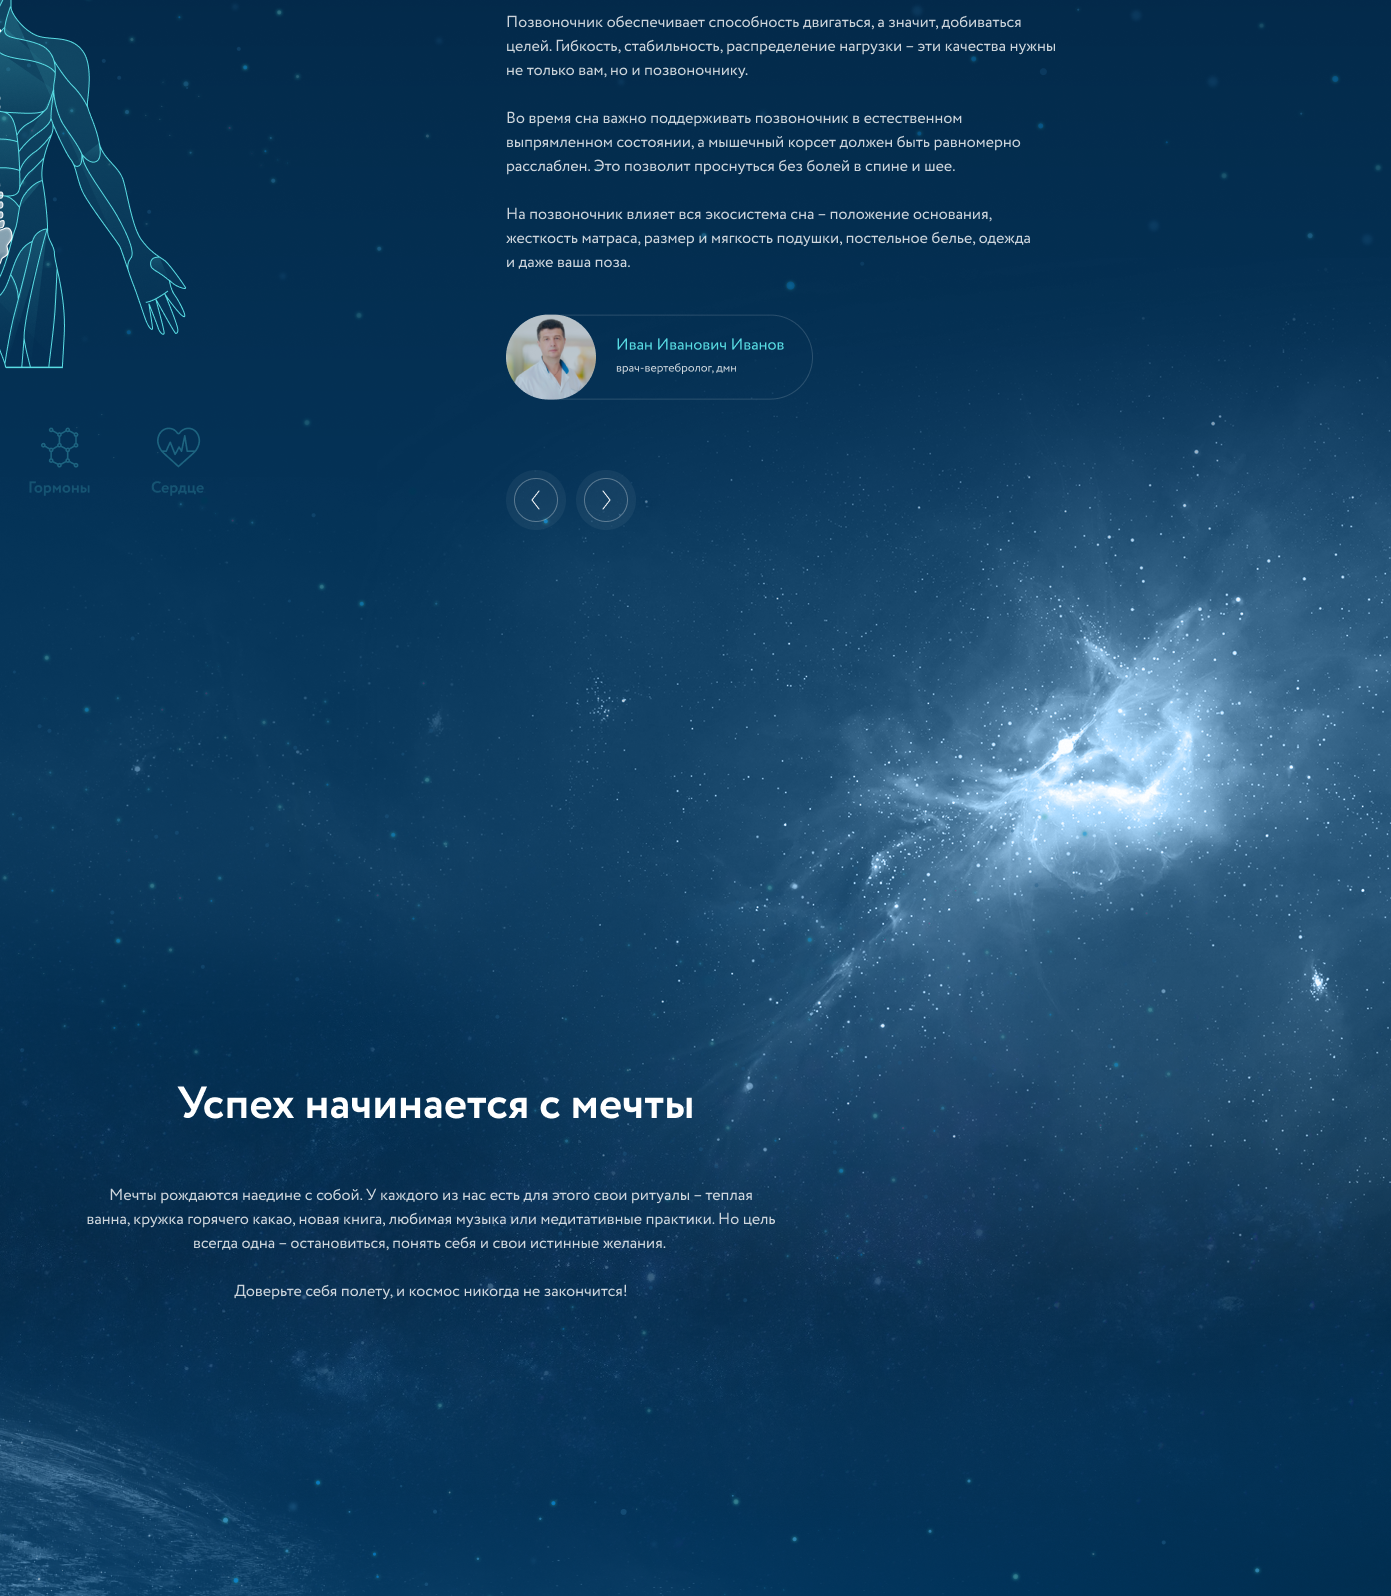 Позвоночник обеспечивает способность двигаться, а значит, добиваться
целей. Гибкость, стабильность, распределение нагрузки – эти качества нужны
не только вам, но и позвоночнику.
Во время сна важно поддерживать позвоночник в естественном
выпрямленном состоянии, а мышечный корсет должен быть равномерно
расслаблен. Это позволит проснуться без болей в спине и шее.
На позвоночник влияет вся экосистема сна – положение основания,
жесткость матраса, размер и мягкость подушки, постельное белье, одежда
и даже ваша поза.
Иван Иванович Иванов
врач-вертебролог, дмн
Гормоны
Сердце
Успех начинается с мечты
Мечты рождаются наедине с собой. У каждого из нас есть для этого свои ритуалы – теплая
ванна, кружка горячего какао, новая книга, любимая музыка или медитативные практики. Но цель
всегда одна – остановиться, понять себя и свои истинные желания.
Доверьте себя полету, и космос никогда не закончится!